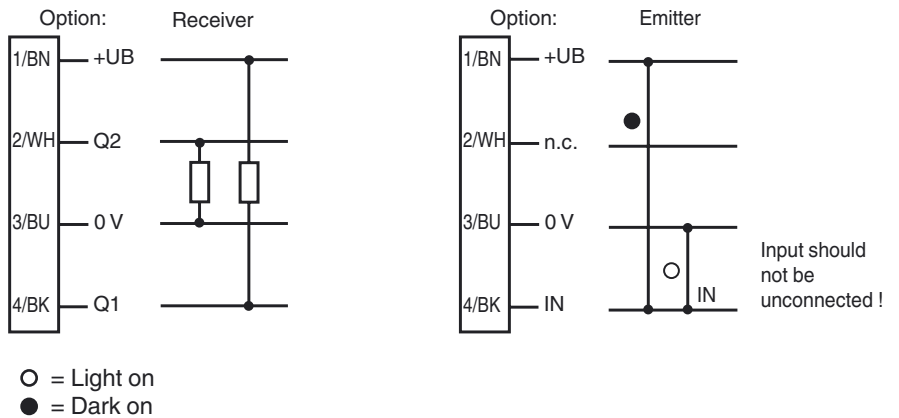 Option:
Receiver
1/BN
+UB
2/WH
Q2
3/BU
0 V
4/BK
Q1
Option:
Emitter
1/BN
+UB
2/WH
n.c.
3/BU
0 V
4/BK
IN
IN
Input should
not be
unconnected !
= Light on
= Dark on